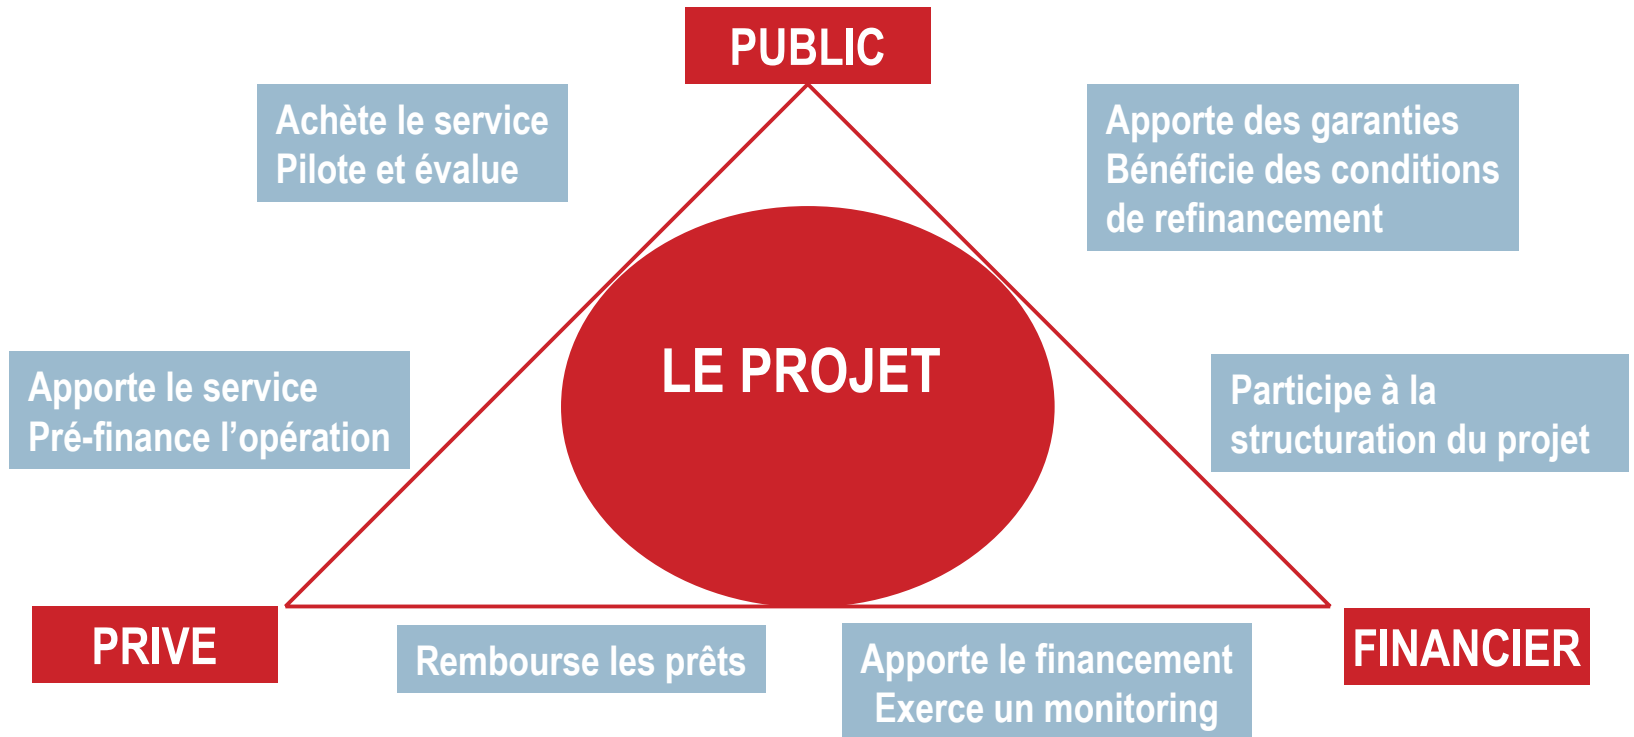 PUBLIC
Achète le service
Pilote et évalue
Apporte des garanties
Bénéficie des conditions
de refinancement
LE PROJET
Apporte le service
Pré-finance l’opération
Participe à la
structuration du projet
PRIVE
Rembourse les prêts
Apporte le financement
Exerce un monitoring
FINANCIER